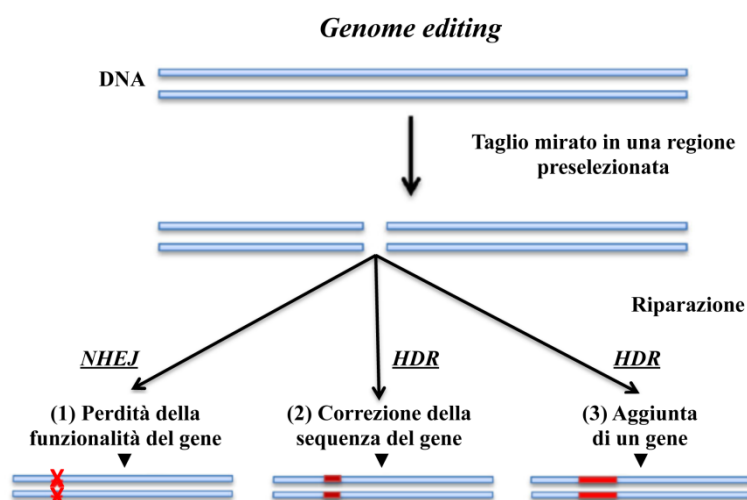 Genome editing
DNA
Taglio mirato in una regione
preselezionata
Riparazione
NHEJ
HDR
HDR
(1) Perdità della
funzionalità del gene
(2) Correzione della
sequenza del gene
(3) Aggiunta
di un gene